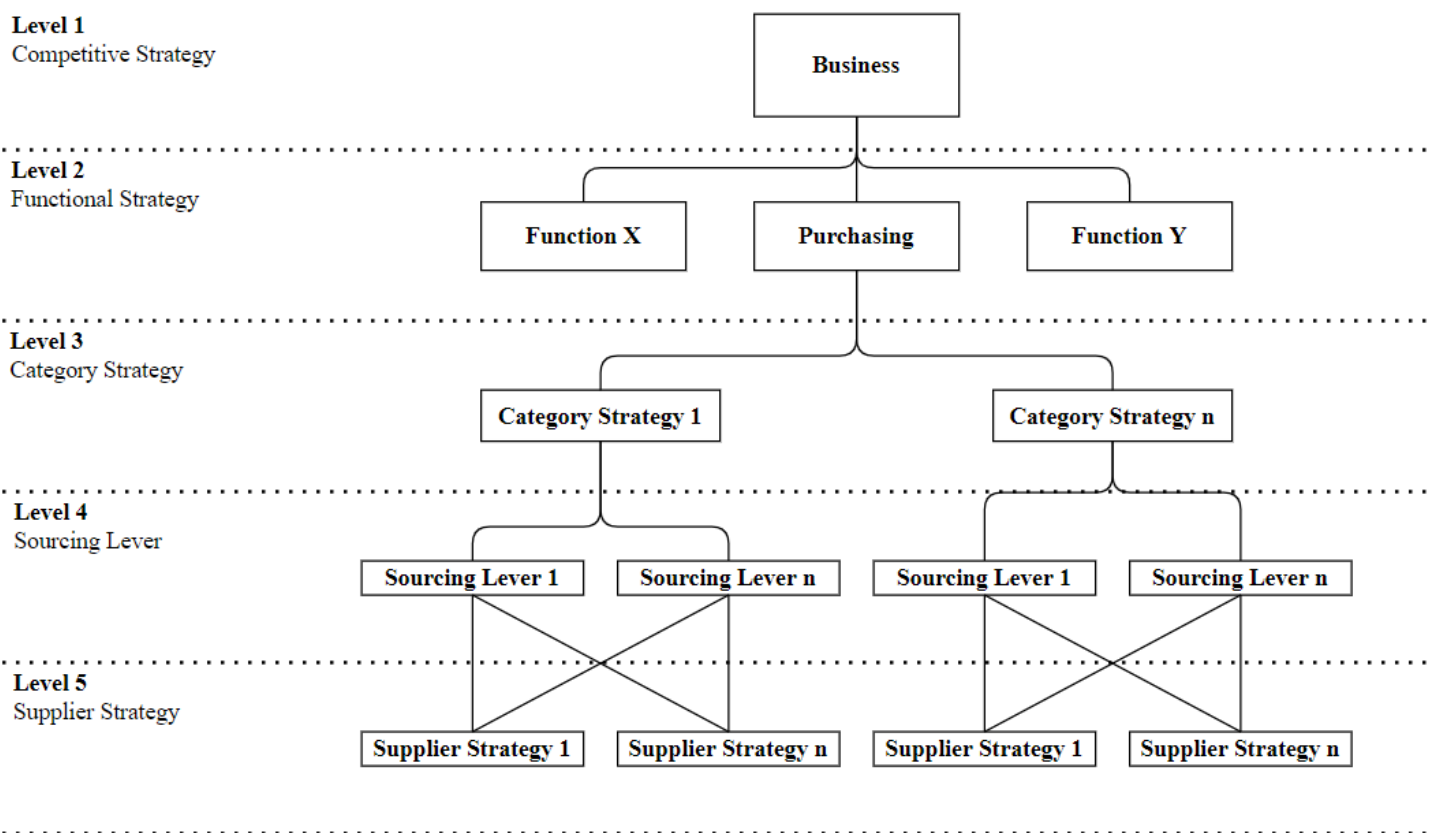 Level 1
Competitive Strategy
Business
Level 2
Functional Strategy
Function X
Purchasing
Function Y
Level 3
Category Strategy
Category Strategy 1
Category Strategy n
Level 4
Sourcing Lever
Sourcing Lever 1
Sourcing Lever n
Sourcing Lever 1
Sourcing Lever n
Level 5
Supplier Strategy
Supplier Strategy 1
Supplier Strategy n
Supplier Strategy 1
Supplier Strategy n